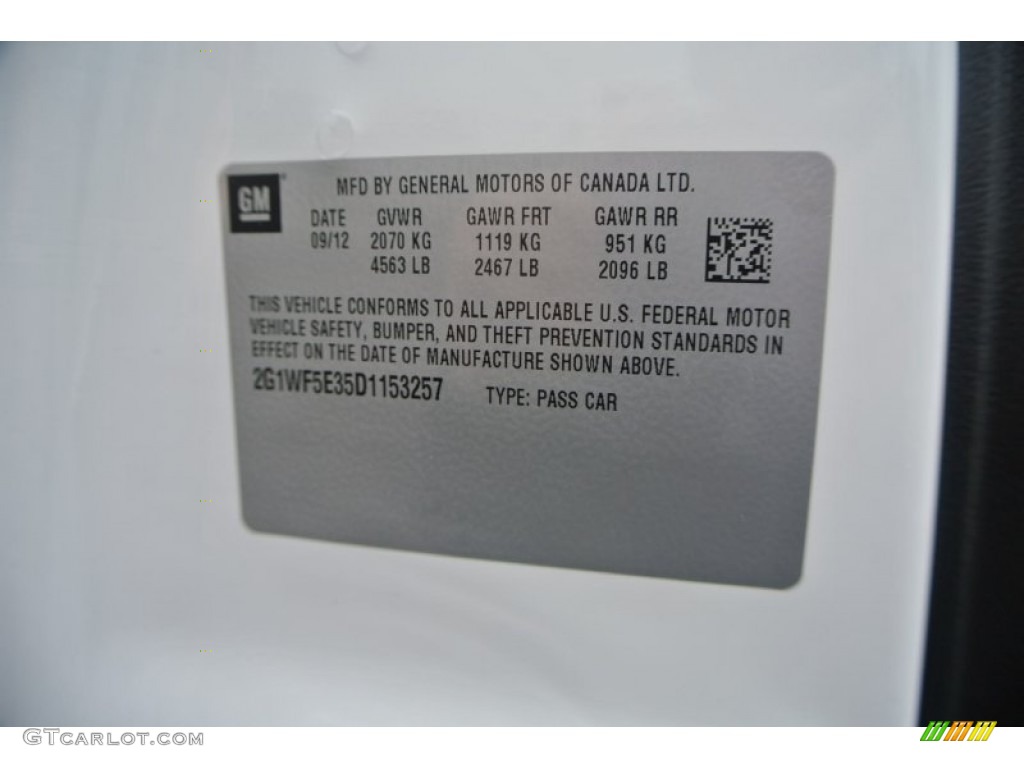 GM
MFD BY GENERAL MOTORS OF CANADA LTD.
DATE GVWR GAWR FRT GAWR RR
09/12 2070 KG 1119 KG 951 KG
4563 LB 2467 LB 2096 LB
THIS VEHICLE CONFORMS TO ALL APPLICABLE U.S. FEDERAL MOTOR
VEHICLE SAFETY, BUMPER, AND THEFT PREVENTION STANDARDS IN
EFFECT ON THE DATE OF MANUFACTURE SHOWN ABOVE.
2G1WF5E35D1153257 TYPE: PASS CAR
GTCARLOT.COM